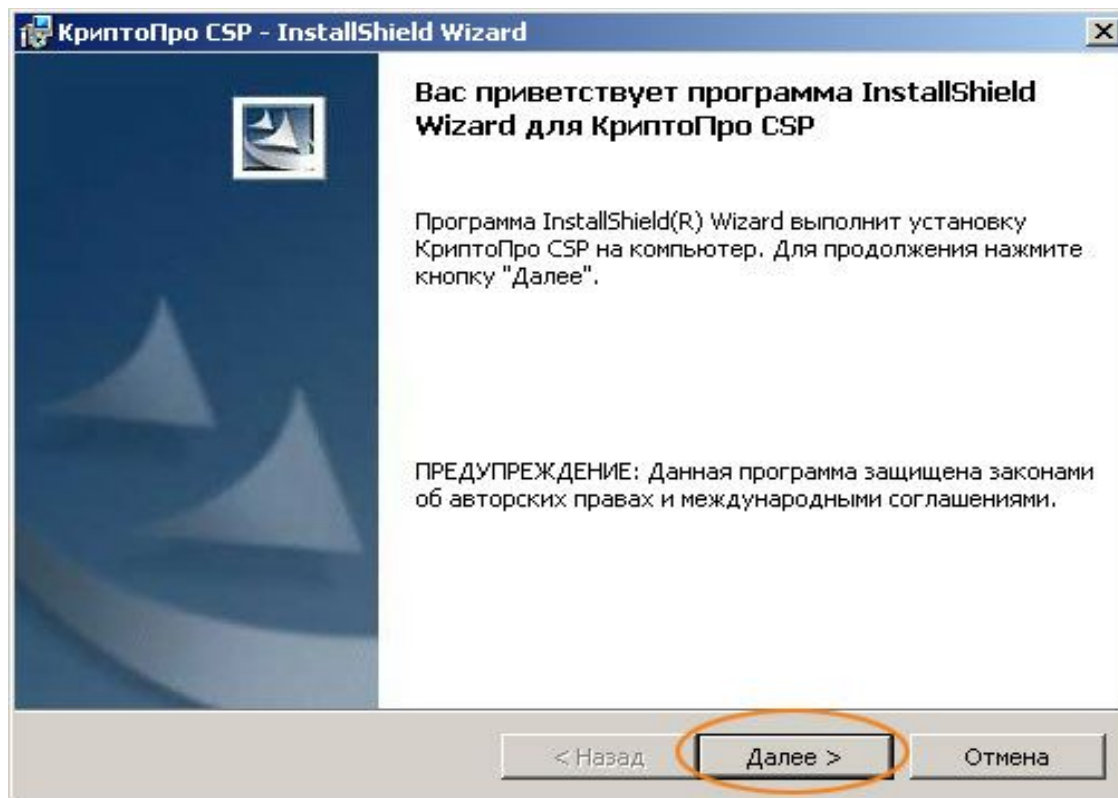 КриптоПро CSP - InstallShield Wizard
Вас приветствует программа InstallShield
Wizard для КриптоПро CSP
Программа InstallShield(R) Wizard выполнит установку
КриптоПро CSP на компьютер. Для продолжения нажмите
кнопку "Далее".
ПРЕДУПРЕЖДЕНИЕ: Данная программа защищена законами
об авторских правах и международными соглашениями.
< Назад
Далее >
Отмена